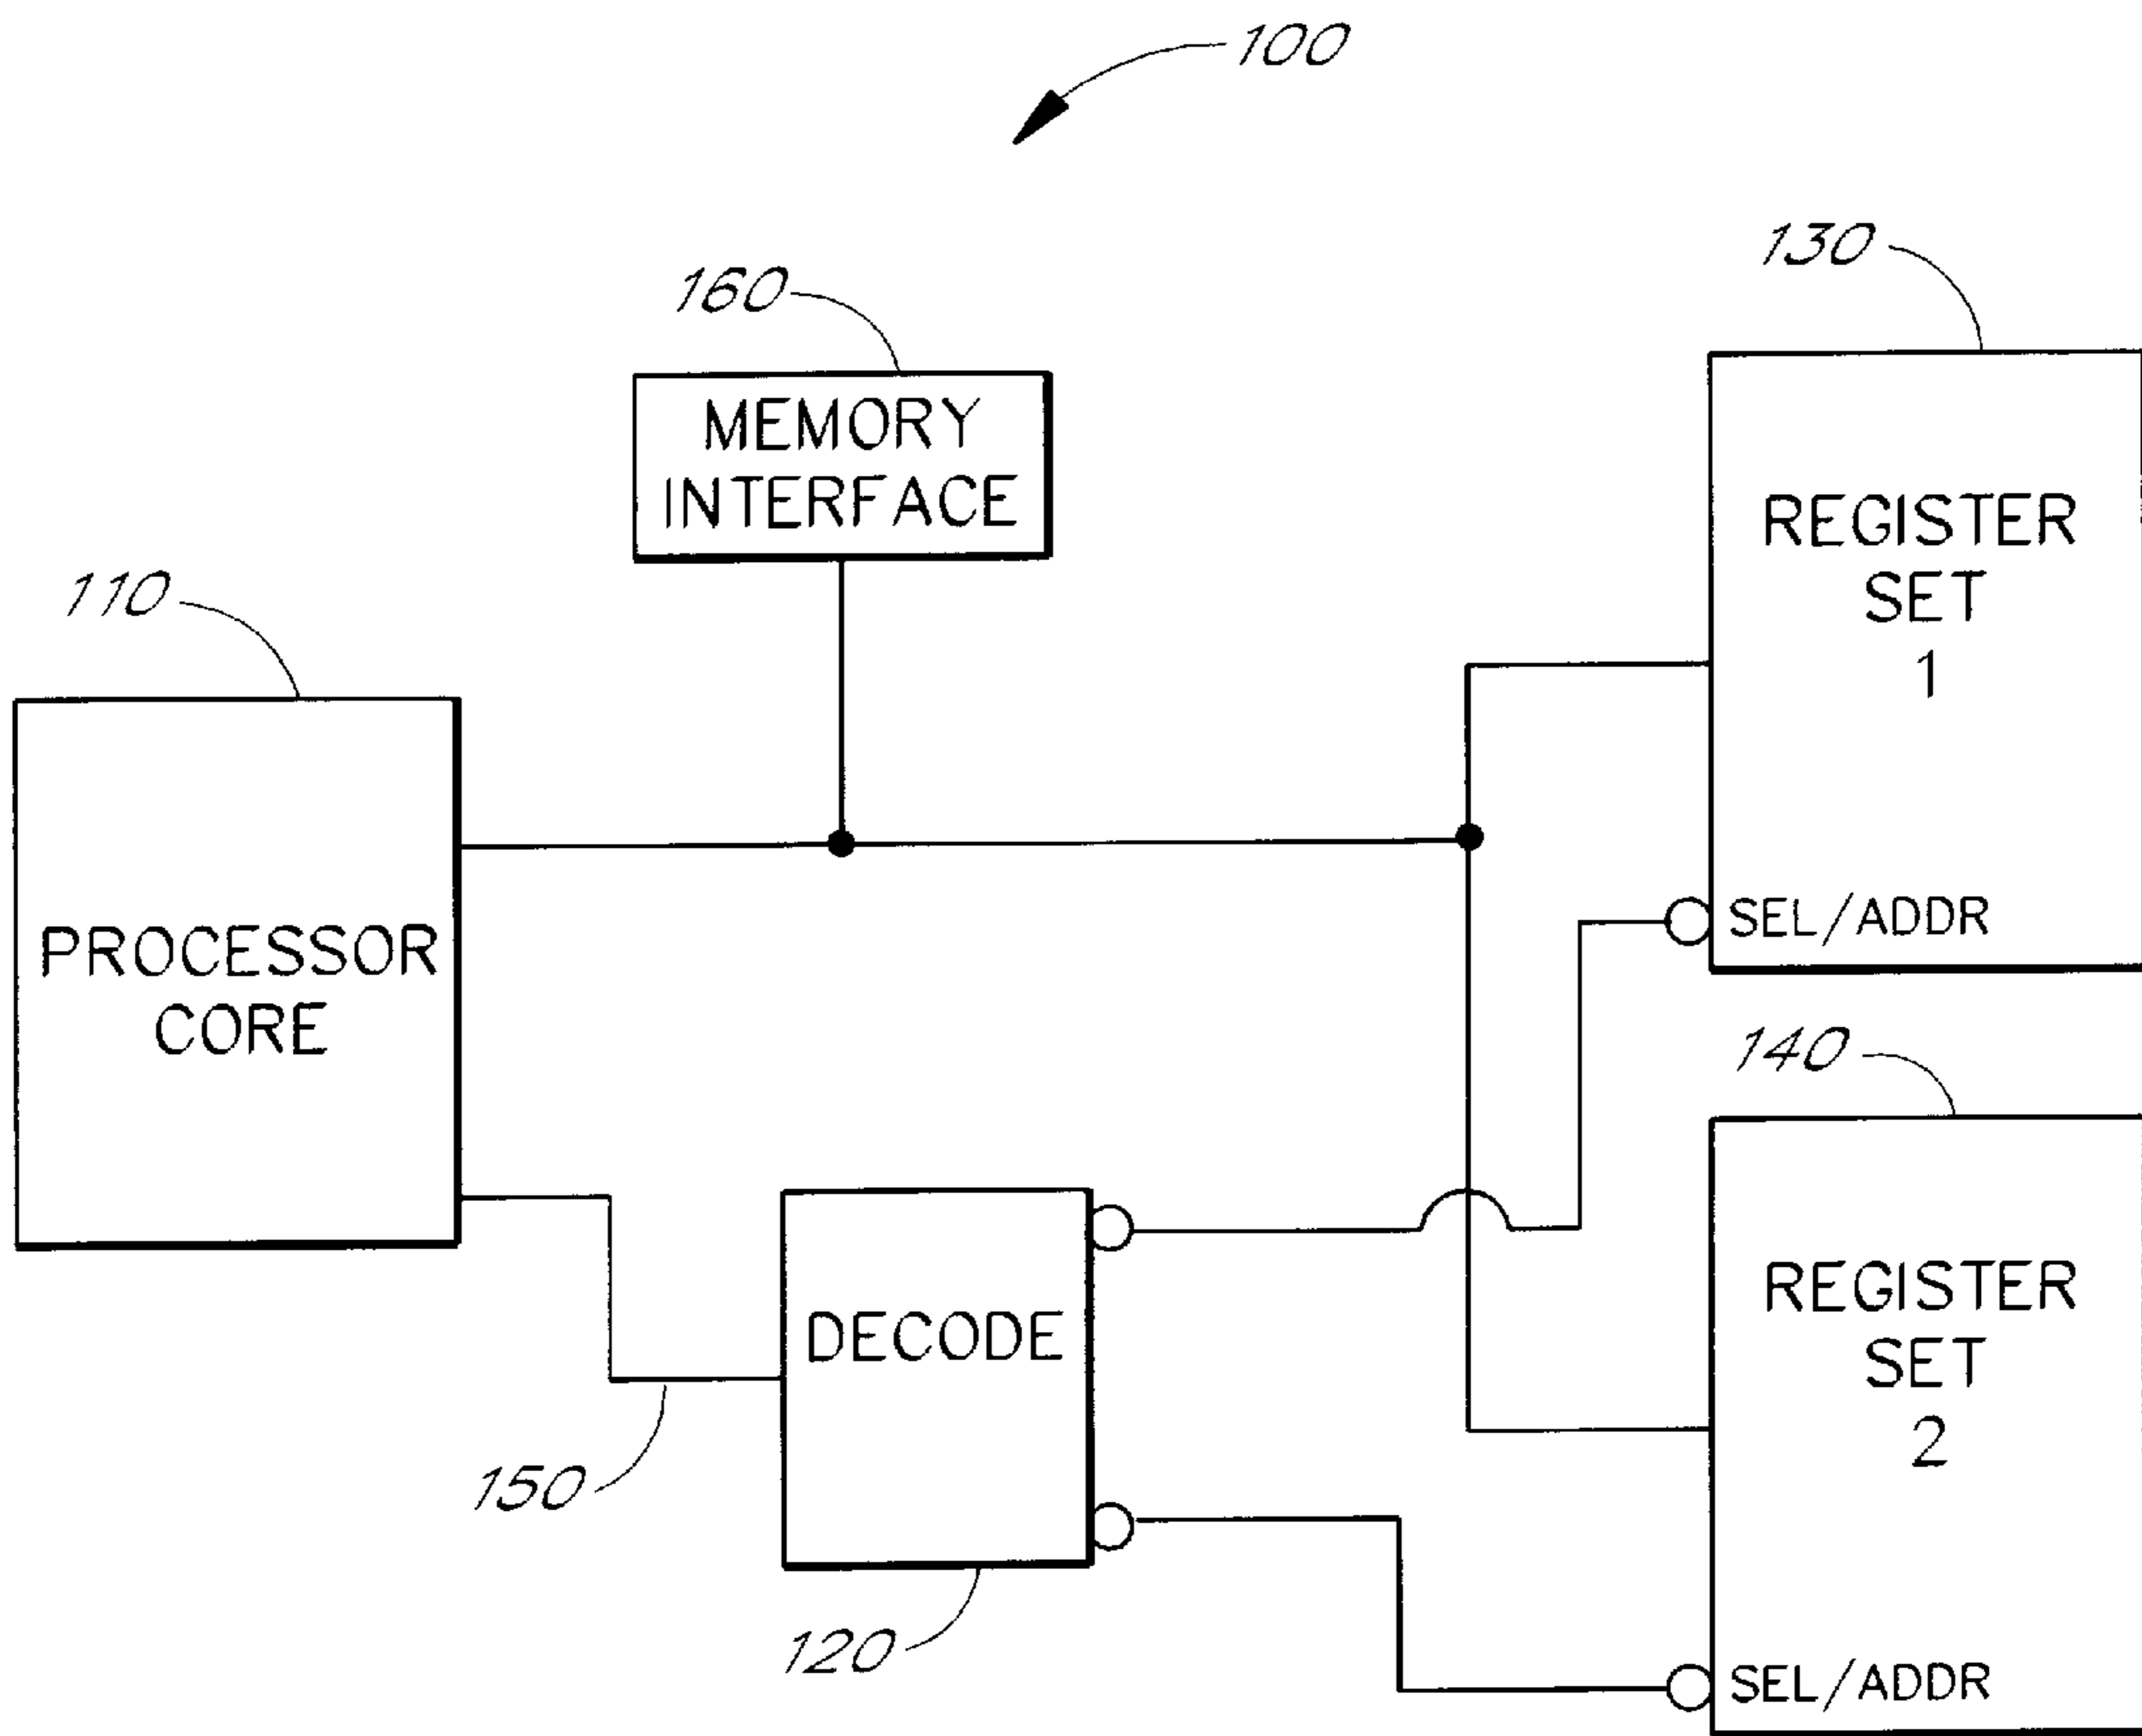 100
160
MEMORY
INTERFACE
130
REGISTER
SET
1
SEL/ADDR
110
PROCESSOR
CORE
140
REGISTER
SET
2
SEL/ADDR
DECODE
150
120